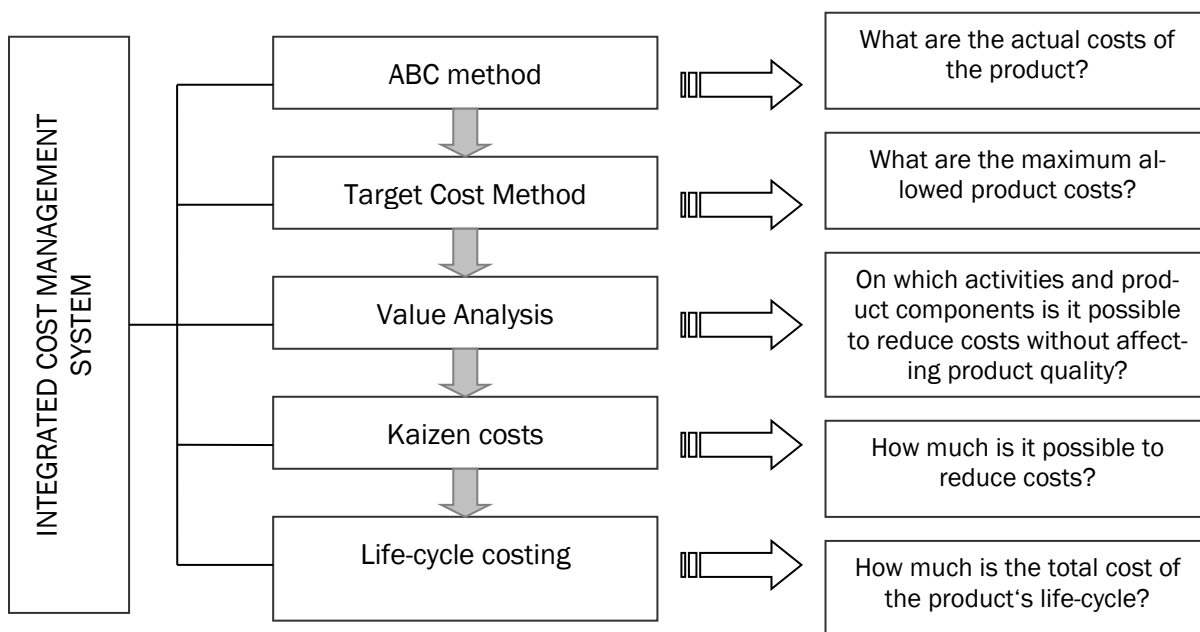 INTEGRATED COST MANAGEMENT
SYSTEM
ABC method
What are the actual costs of
the product?
Target Cost Method
What are the maximum al-
lowed product costs?
Value Analysis
On which activities and prod-
uct components is it possible
to reduce costs without affect-
ing product quality?
Kaizen costs
How much is it possible to
reduce costs?
Life-cycle costing
How much is the total cost of
the product‘s life-cycle?